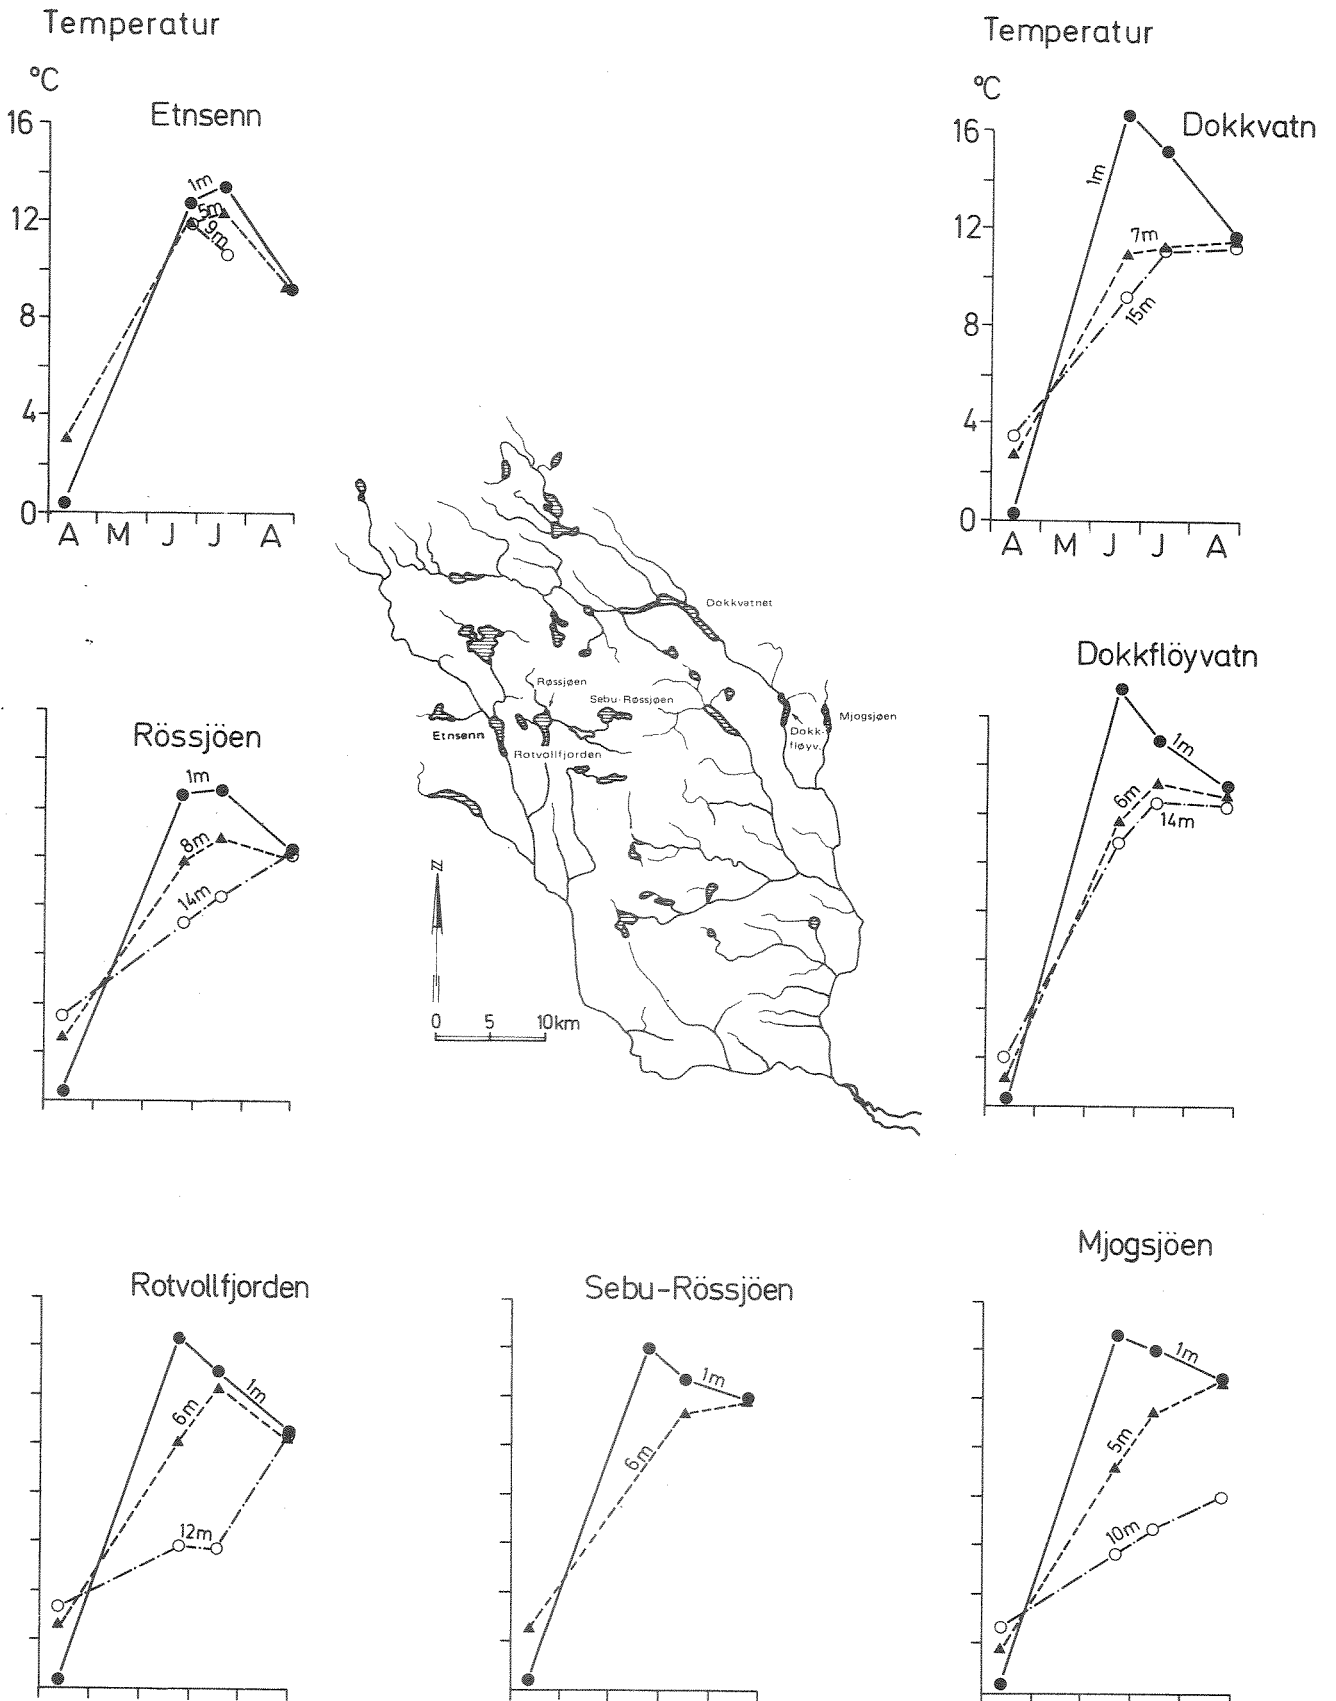 Temperatur
°C
Etnsenn
16
12
8
4
0
1m
5m
9m
A M J J A
Temperatur
°C
Dokkvatn
16
12
8
4
0
1m
7m
15m
A M J J A
Rössjöen
1m
8m
14m
Dokkvatnet
Røssjøen
Sebu-Røssjøen
Etnsenn
Rotvollfjorden
Mjogsjøen
Dokk-
fløyv.
N
0 5 10km
Dokkflöyvatn
1m
6m
14m
Rotvollfjorden
1m
6m
12m
Sebu-Rössjöen
1m
6m
Mjogsjöen
1m
5m
10m